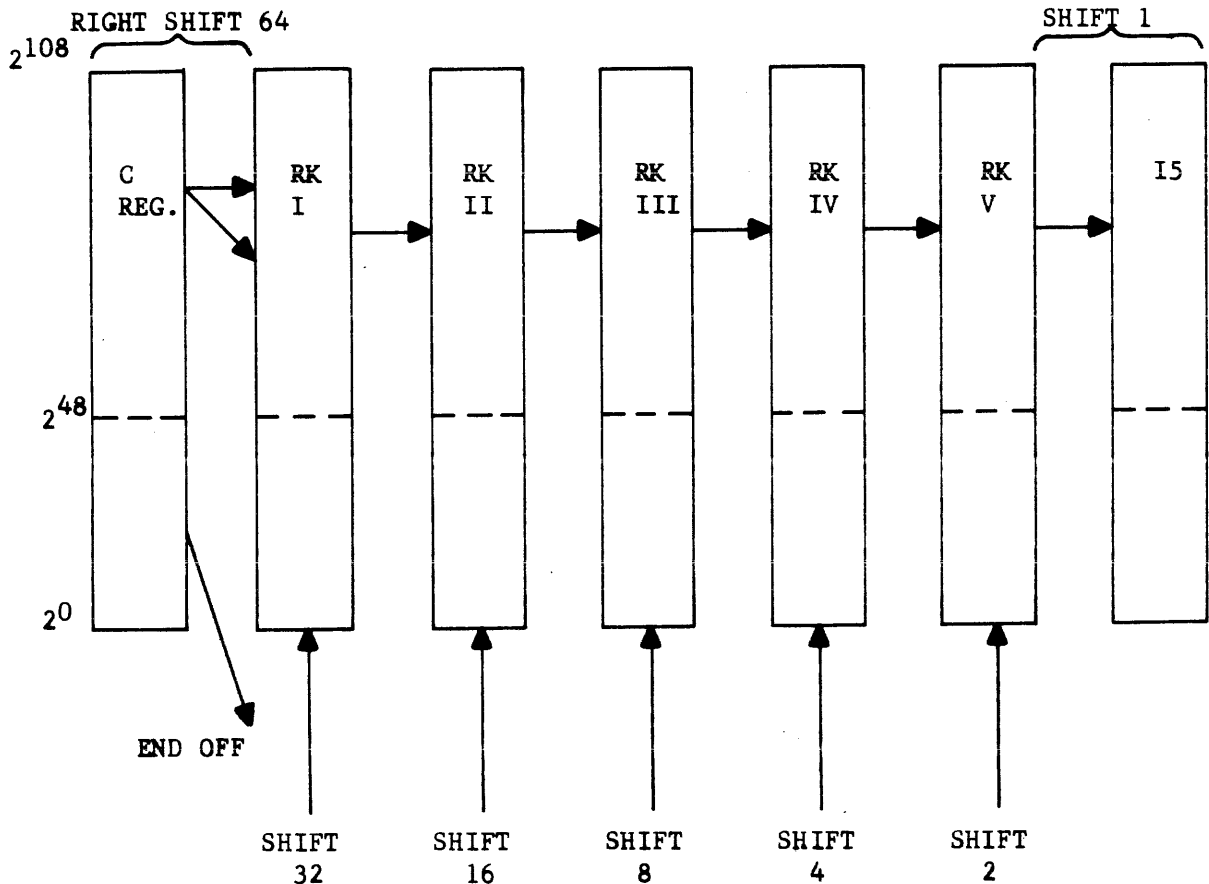 RIGHT SHIFT 64
SHIFT 1
2^108
C REG.
RK I
RK II
RK III
RK IV
RK V
I5
2^48
2^0
END OFF
SHIFT 32
SHIFT 16
SHIFT 8
SHIFT 4
SHIFT 2